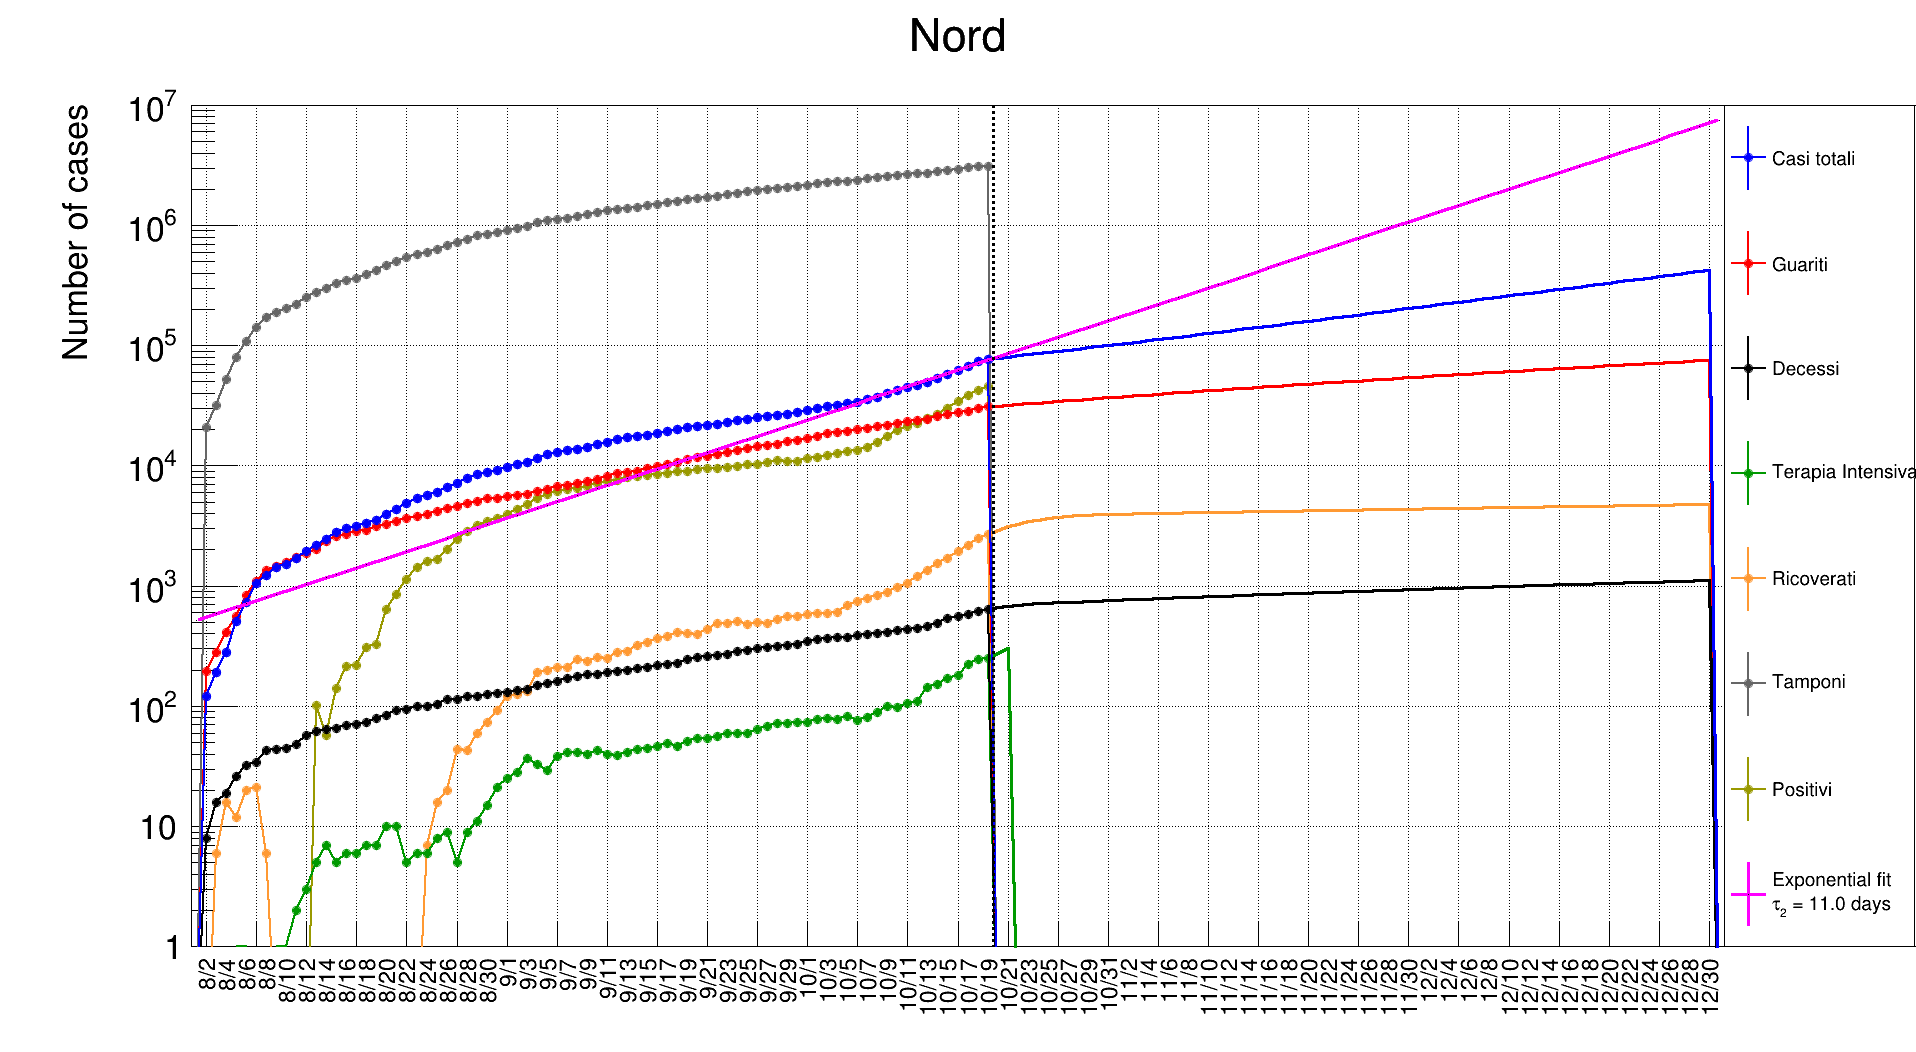 Nord
Number of cases
10^7
10^6
10^5
10^4
10^3
10^2
10
1
8/2 8/4 8/6 8/8 8/10 8/12 8/14 8/16 8/18 8/20 8/22 8/24 8/26 8/28 8/30 9/1 9/3 9/5 9/7 9/9 9/11 9/13 9/15 9/17 9/19 9/21 9/23 9/25 9/27 9/29 10/1 10/3 10/5 10/7 10/9 10/11 10/13 10/15 10/17 10/19 10/21 10/23 10/25 10/27 10/29 10/31 11/2 11/4 11/6 11/8 11/10 11/12 11/14 11/16 11/18 11/20 11/22 11/24 11/26 11/28 11/30 12/2 12/4 12/6 12/8 12/10 12/12 12/14 12/16 12/18 12/20 12/22 12/24 12/26 12/28 12/30
Casi totali
Guariti
Decessi
Terapia Intensiva
Ricoverati
Tamponi
Positivi
Exponential fit
τ₂ = 11.0 days